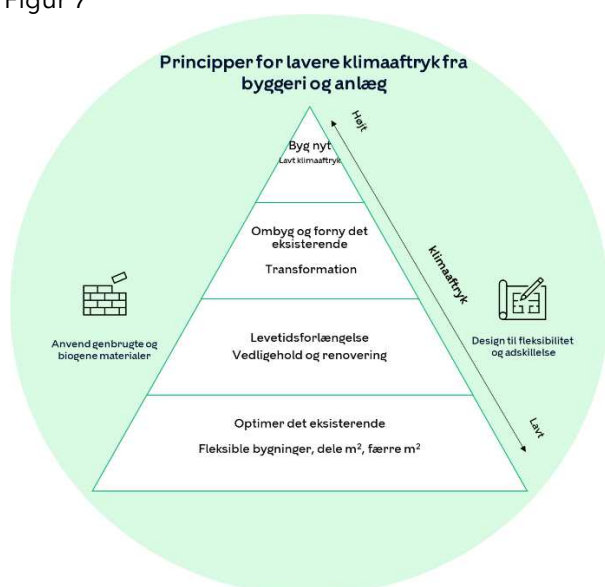 Figur 7
Principper for lavere klimaaftryk fra
byggeri og anlæg
Højt
Byg nyt
Lavt klimaaftryk
Ombyg og forny det
eksisterende
Transformation
klimaaftryk
Anvend genbrugte og
biogene materialer
Levetidsforlængelse
Vedligehold og renovering
Design til fleksibilitet
og adskillelse
Optimer det eksisterende
Fleksible bygninger, dele m², færre m²
Lavt